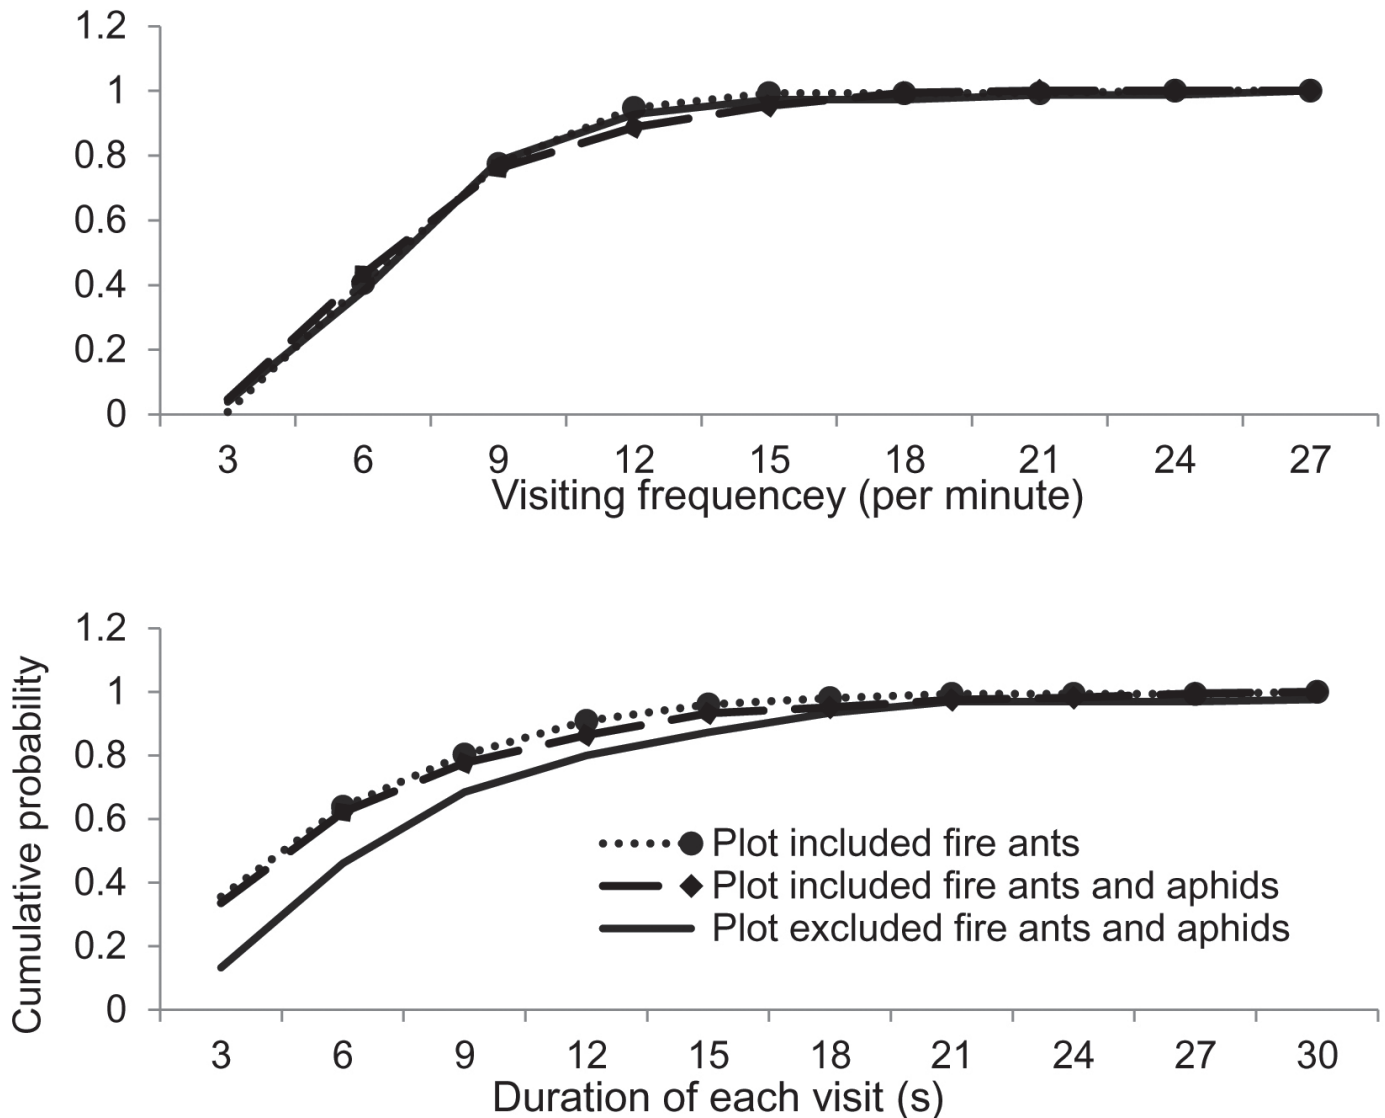 1.2
1
0.8
0.6
0.4
0.2
0
3 6 9 12 15 18 21 24 27
Visiting frequencey (per minute)
Cumulative probability
1.2
1
0.8
0.6
0.4
0.2
0
Plot included fire ants
Plot included fire ants and aphids
Plot excluded fire ants and aphids
3 6 9 12 15 18 21 24 27 30
Duration of each visit (s)